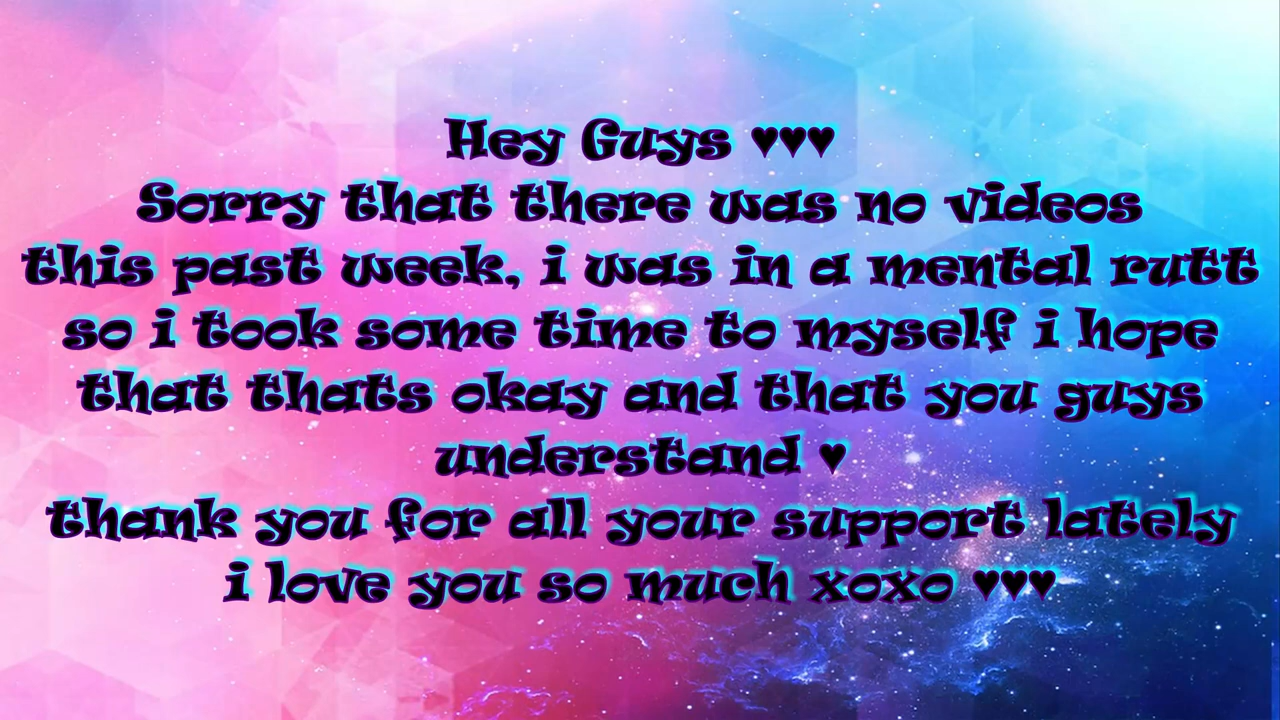 Hey Guys ♥♥♥
Sorry that there was no videos
this past week, i was in a mental rutt
so i took some time to myself i hope
that thats okay and that you guys
understand ♥
thank you for all your support lately
i love you so much xoxo ♥♥♥